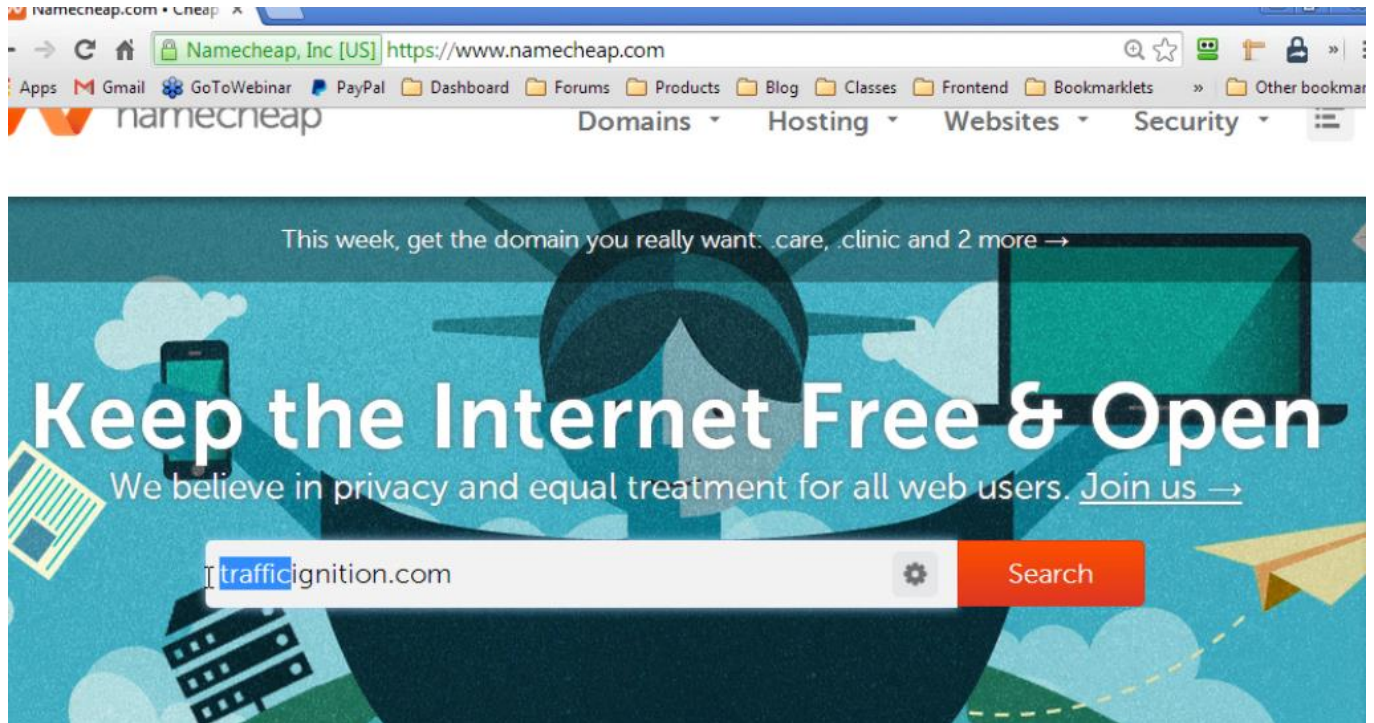 Namecheap.com • Cheap
Namecheap, Inc [US] https://www.namecheap.com
Apps Gmail GoToWebinar PayPal Dashboard Forums Products Blog Classes Frontend Bookmarklets » Other bookmar
namecheap Domains Hosting Websites Security
This week, get the domain you really want: .care, .clinic and 2 more →
Keep the Internet Free & Open
We believe in privacy and equal treatment for all web users. Join us →
trafficignition.com Search